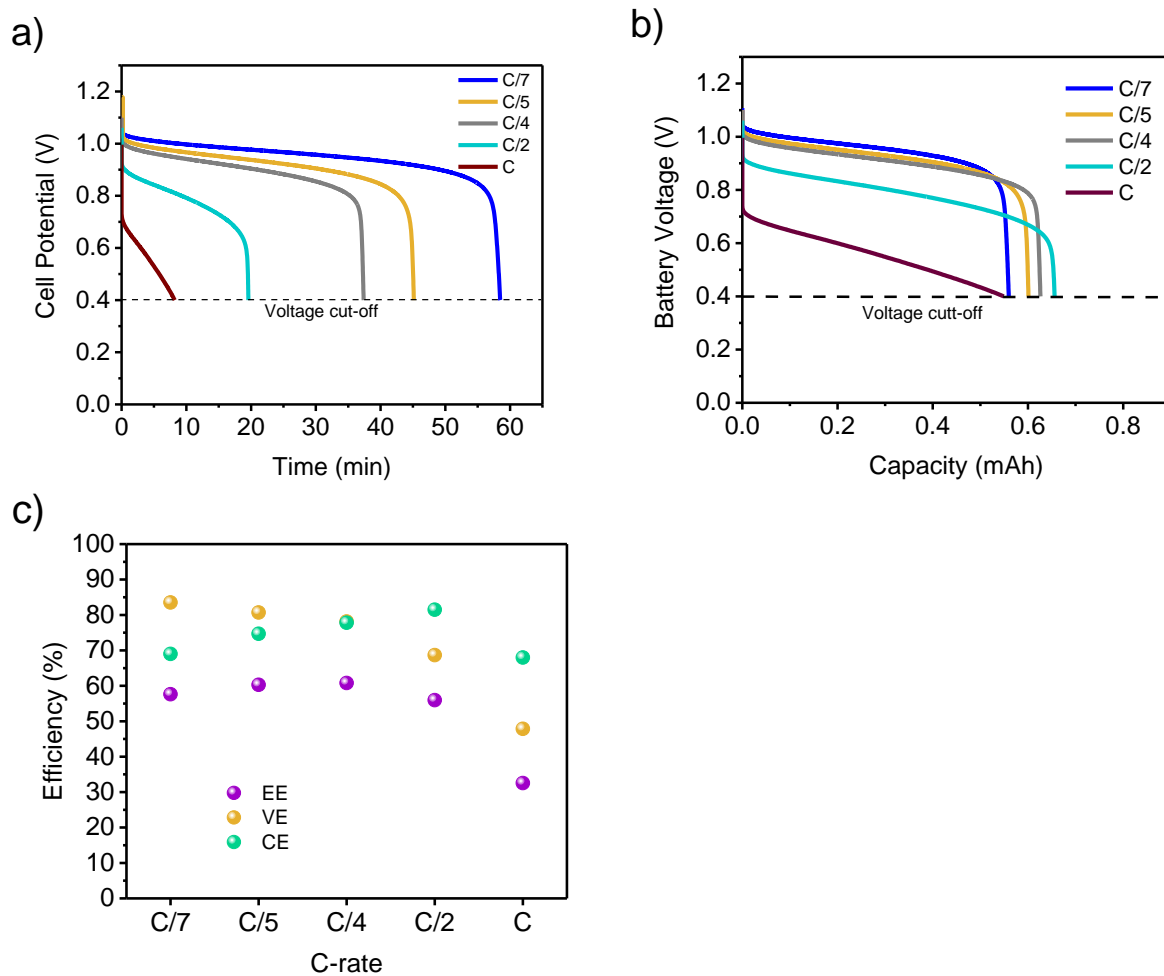 a)
1.2
1.0
0.8
0.6
0.4
0.2
0.0
Cell Potential (V)
C/7
C/5
C/4
C/2
C
Voltage cut-off
0 10 20 30 40 50 60
Time (min)
b)
1.2
1.0
0.8
0.6
0.4
0.2
0.0
Battery Voltage (V)
C/7
C/5
C/4
C/2
C
Voltage cutt-off
0.0 0.2 0.4 0.6 0.8
Capacity (mAh)
c)
100
90
80
70
60
50
40
30
20
10
0
Efficiency (%)
EE
VE
CE
C/7 C/5 C/4 C/2 C
C-rate